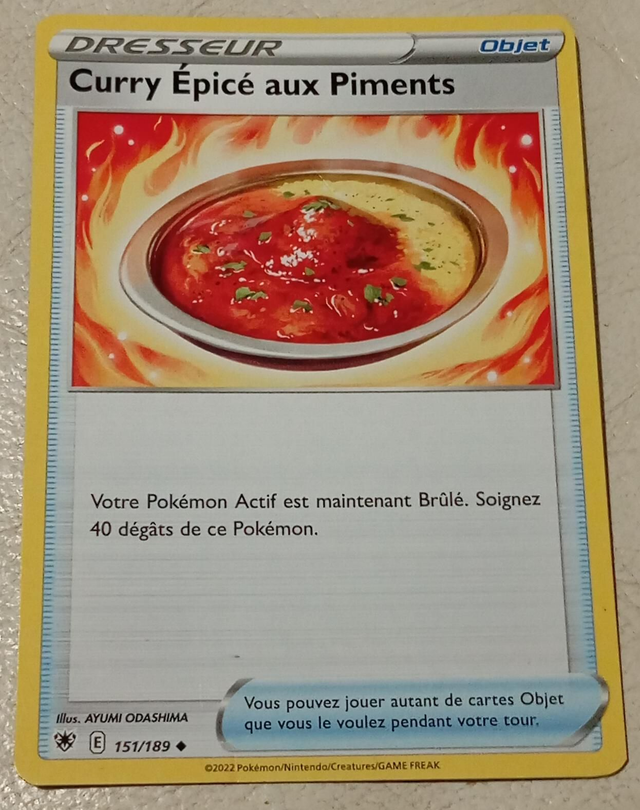 DRESSEUR Objet
Curry Épicé aux Piments
Votre Pokémon Actif est maintenant Brûlé. Soignez
40 dégâts de ce Pokémon.
Vous pouvez jouer autant de cartes Objet
que vous le voulez pendant votre tour.
Illus. AYUMI ODASHIMA
E 151/189
©2022 Pokémon/Nintendo/Creatures/GAME FREAK